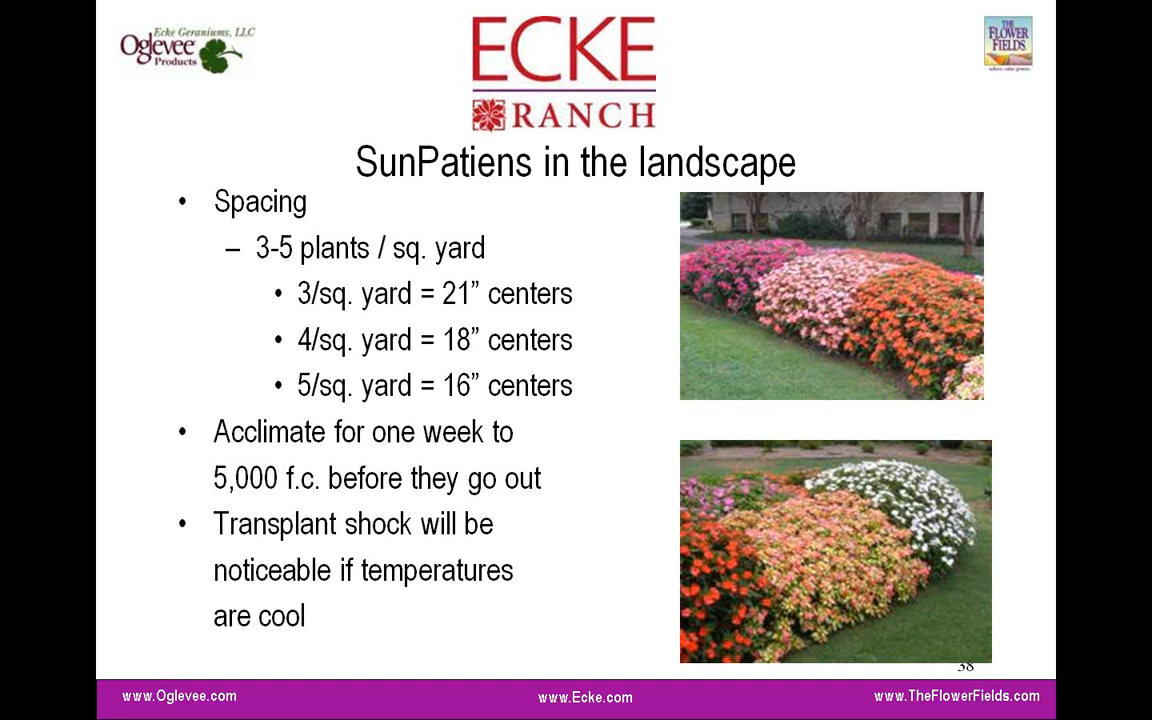 Ecke Geraniums, LLC
Oglevee
Products
ECKE
RANCH
THE
FLOWER
FIELDS
SunPatiens in the landscape
• Spacing
– 3-5 plants / sq. yard
• 3/sq. yard = 21” centers
• 4/sq. yard = 18” centers
• 5/sq. yard = 16” centers
• Acclimate for one week to
5,000 f.c. before they go out
• Transplant shock will be
noticeable if temperatures
are cool
38
www.Oglevee.com
www.Ecke.com
www.TheFlowerFields.com